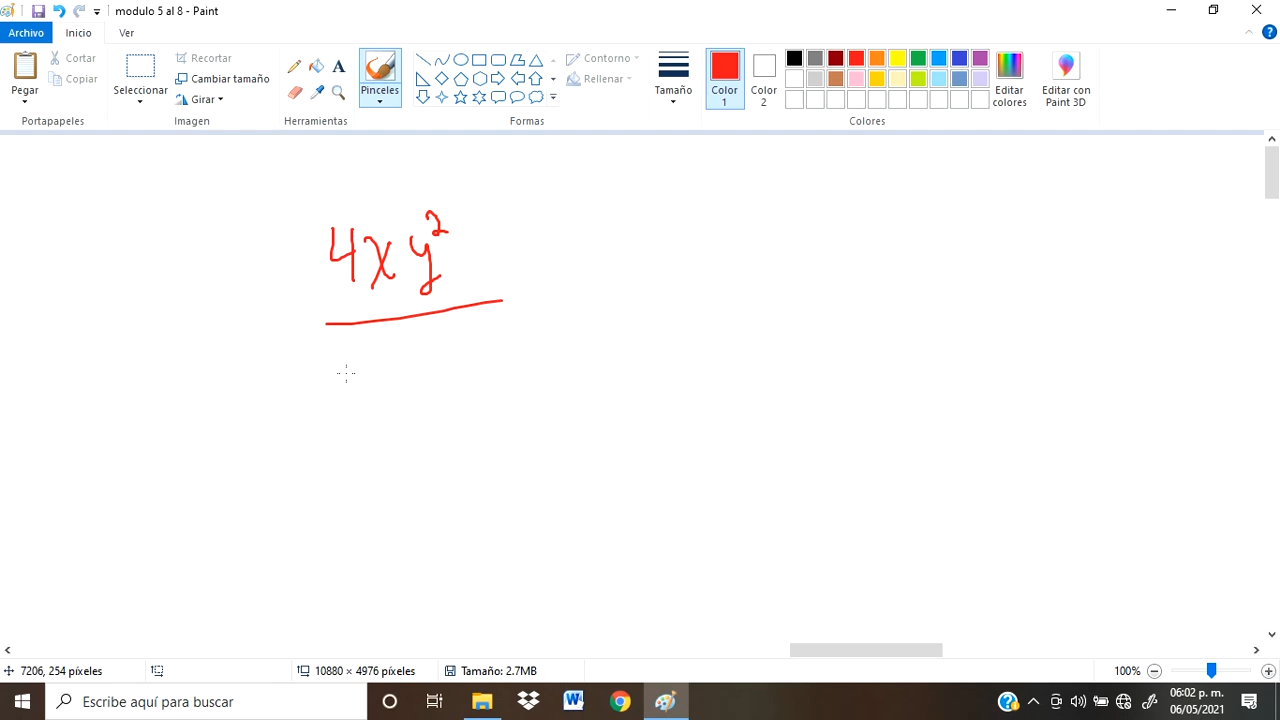 modulo 5 al 8 - Paint
Archivo Inicio Ver
Pegar Cortar Copiar
Seleccionar Recortar Cambiar tamaño Girar
A
Pinceles
Contorno Rellenar
Tamaño
Color 1 Color 2
Editar colores
Editar con Paint 3D
Portapapeles Imagen Herramientas Formas Colores
4xy²
7206, 254 píxeles 10880 × 4976 píxeles Tamaño: 2.7MB 100%
Escribe aquí para buscar
06:02 p. m.
06/05/2021